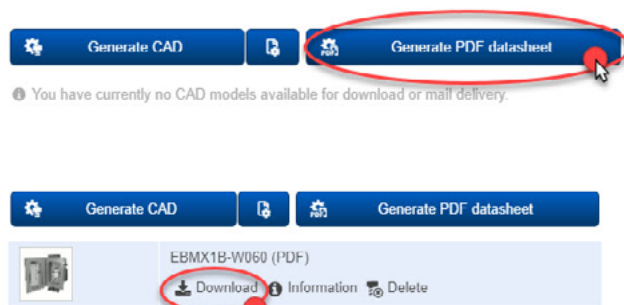 Generate CAD Generate PDF datasheet
You have currently no CAD models available for download or mail delivery.
Generate CAD Generate PDF datasheet
EBMX1B-W060 (PDF)
Download Information Delete